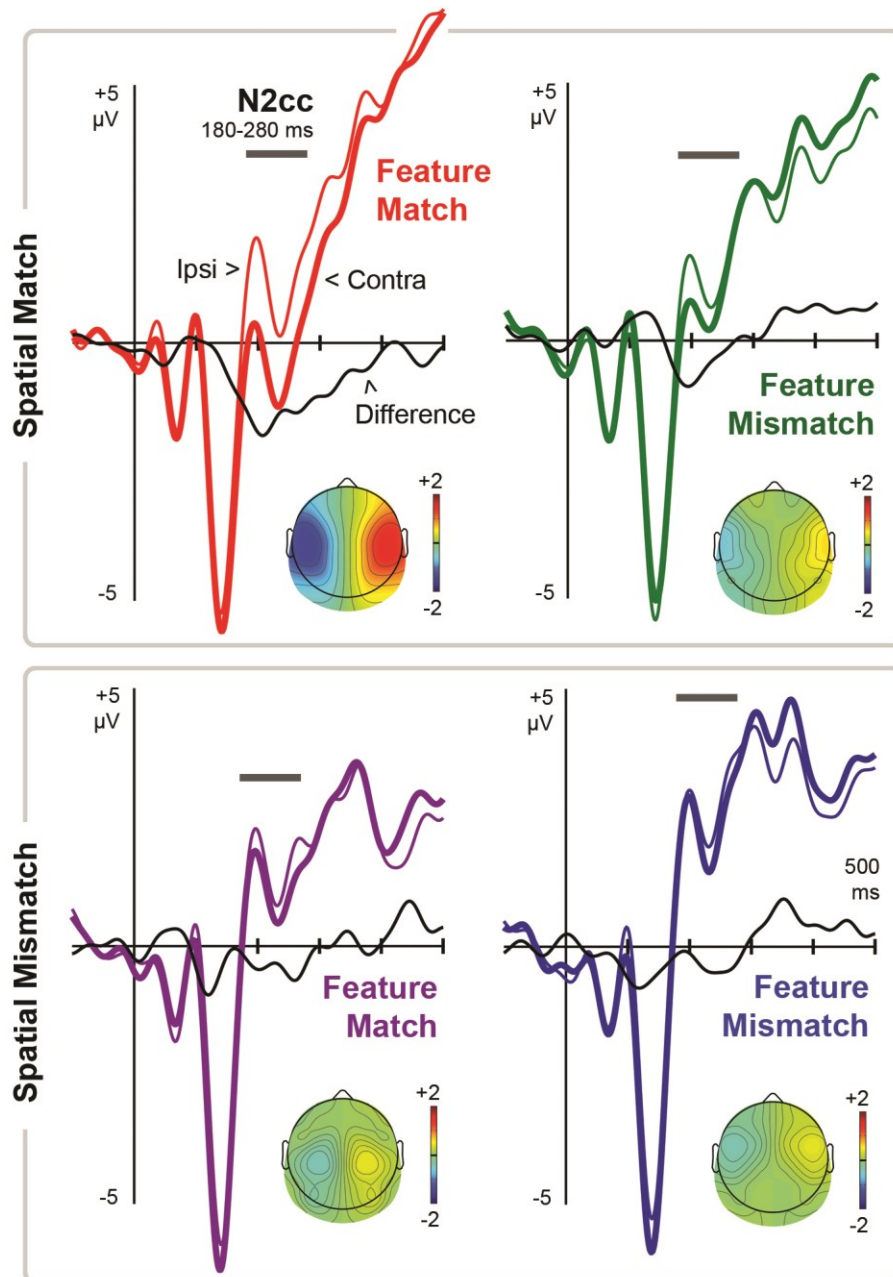 Spatial Match
+5
µV
N2cc
180-280 ms
Feature
Match
Ipsi >
< Contra
^
Difference
-5
+2
-2
+5
µV
Feature
Mismatch
-5
+2
-2
Spatial Mismatch
+5
µV
Feature
Match
-5
+2
-2
+5
µV
500
ms
Feature
Mismatch
-5
+2
-2